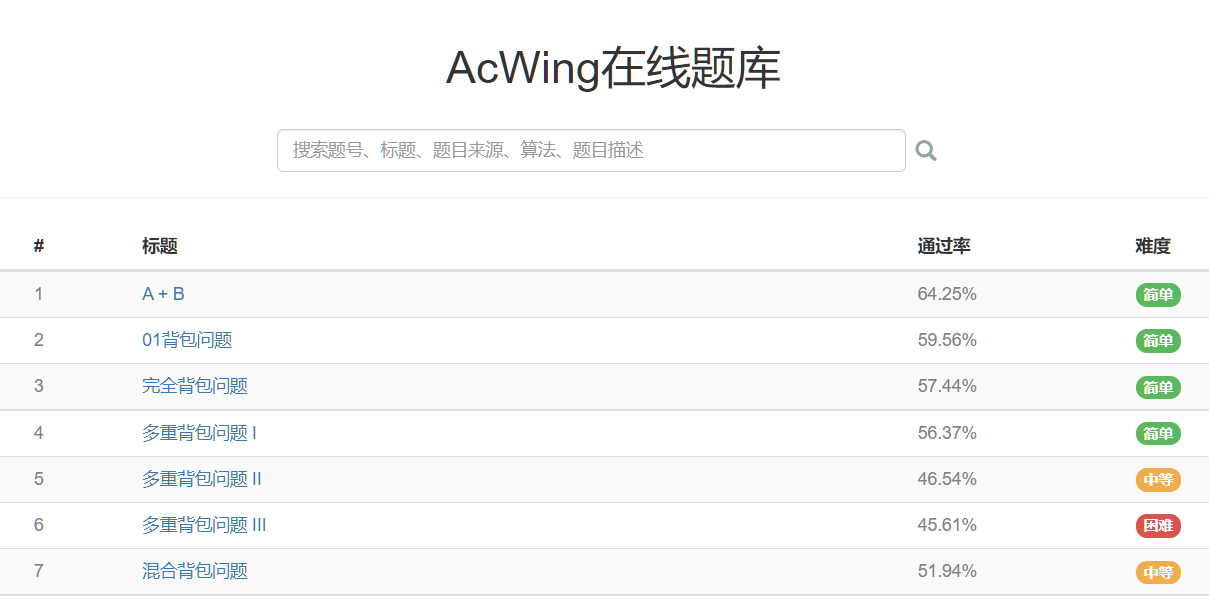 AcWing在线题库
搜索题号、标题、题目来源、算法、题目描述
# 标题 通过率 难度
1 A + B 64.25% 简单
2 01背包问题 59.56% 简单
3 完全背包问题 57.44% 简单
4 多重背包问题 I 56.37% 简单
5 多重背包问题 II 46.54% 中等
6 多重背包问题 III 45.61% 困难
7 混合背包问题 51.94% 中等